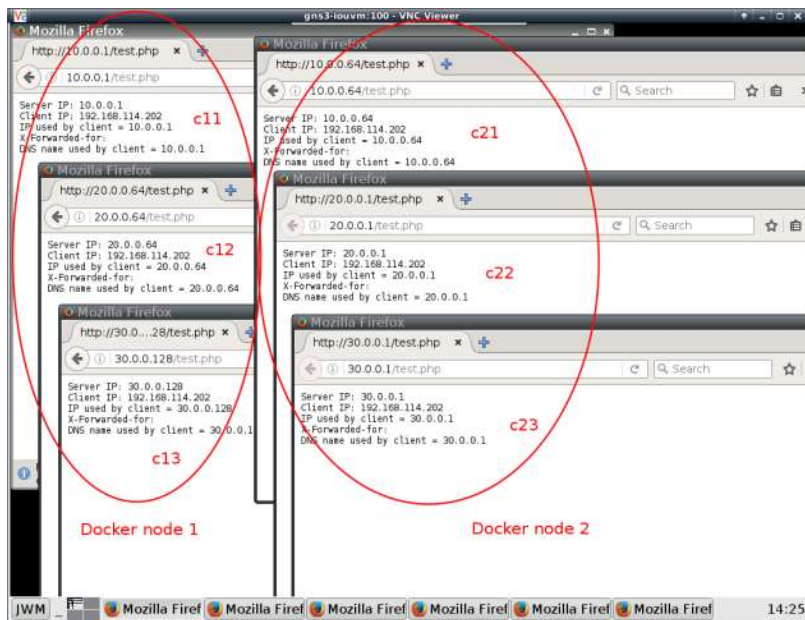 gns3-iouvm:100 - VNC Viewer
Mozilla Firefox
http://10.0.0.1/test.php
10.0.0.1/test.php
Server IP: 10.0.0.1
Client IP: 192.168.114.202
IP used by client = 10.0.0.1
X-Forwarded-for:
DNS name used by client = 10.0.0.1
c11
Mozilla Firefox
http://20.0.0.64/test.php
20.0.0.64/test.php
Server IP: 20.0.0.64
Client IP: 192.168.114.202
IP used by client = 20.0.0.64
X-Forwarded-for:
DNS name used by client = 20.0.0.64
c12
Mozilla Firefox
http://30.0....28/test.php
30.0.0.128/test.php
Server IP: 30.0.0.128
Client IP: 192.168.114.202
IP used by client = 30.0.0.128
X-Forwarded-for:
DNS name used by client = 30.0.0.1
c13
Docker node 1
Mozilla Firefox
http://10.0.0.64/test.php
10.0.0.64/test.php
Search
Server IP: 10.0.0.64
Client IP: 192.168.114.202
IP used by client = 10.0.0.64
X-Forwarded-for:
DNS name used by client = 10.0.0.64
c21
Mozilla Firefox
http://20.0.0.1/test.php
20.0.0.1/test.php
Search
Server IP: 20.0.0.1
Client IP: 192.168.114.202
IP used by client = 20.0.0.1
X-Forwarded-for:
DNS name used by client = 20.0.0.1
c22
Mozilla Firefox
http://30.0.0.1/test.php
30.0.0.1/test.php
Search
Server IP: 30.0.0.1
Client IP: 192.168.114.202
IP used by client = 30.0.0.1
X-Forwarded-for:
DNS name used by client = 30.0.0.1
c23
Docker node 2
JWM _ Mozilla Firef Mozilla Firef Mozilla Firef Mozilla Firef Mozilla Firef Mozilla Firef 14:25